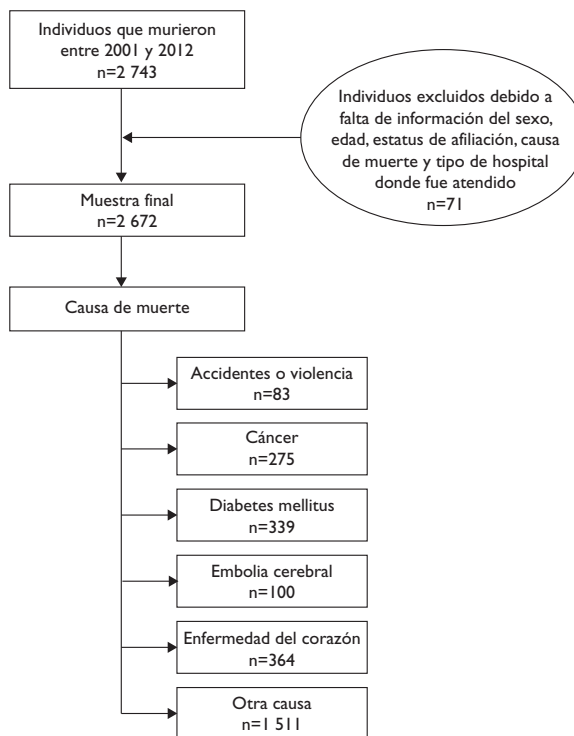 Individuos que murieron
entre 2001 y 2012
n=2 743
Individuos excluidos debido a
falta de información del sexo,
edad, estatus de afiliación, causa
de muerte y tipo de hospital
donde fue atendido
n=71
Muestra final
n=2 672
Causa de muerte
Accidentes o violencia
n=83
Cáncer
n=275
Diabetes mellitus
n=339
Embolia cerebral
n=100
Enfermedad del corazón
n=364
Otra causa
n=1 511